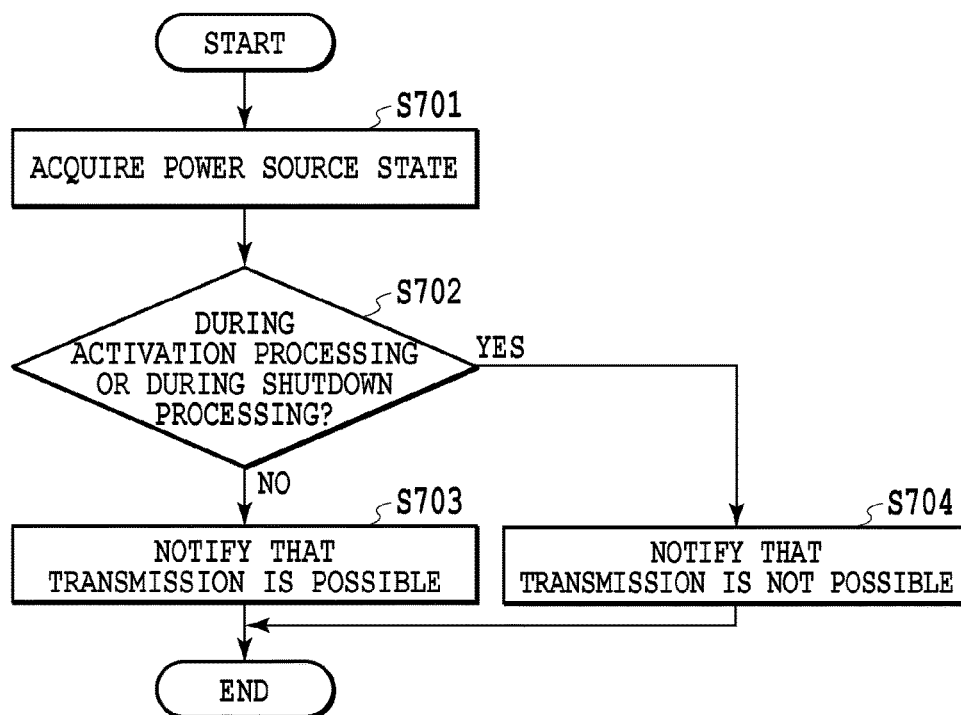 START
S701
ACQUIRE POWER SOURCE STATE
S702
DURING
ACTIVATION PROCESSING
OR DURING SHUTDOWN
PROCESSING?
YES
NO
S703
NOTIFY THAT
TRANSMISSION IS POSSIBLE
S704
NOTIFY THAT
TRANSMISSION IS NOT POSSIBLE
END